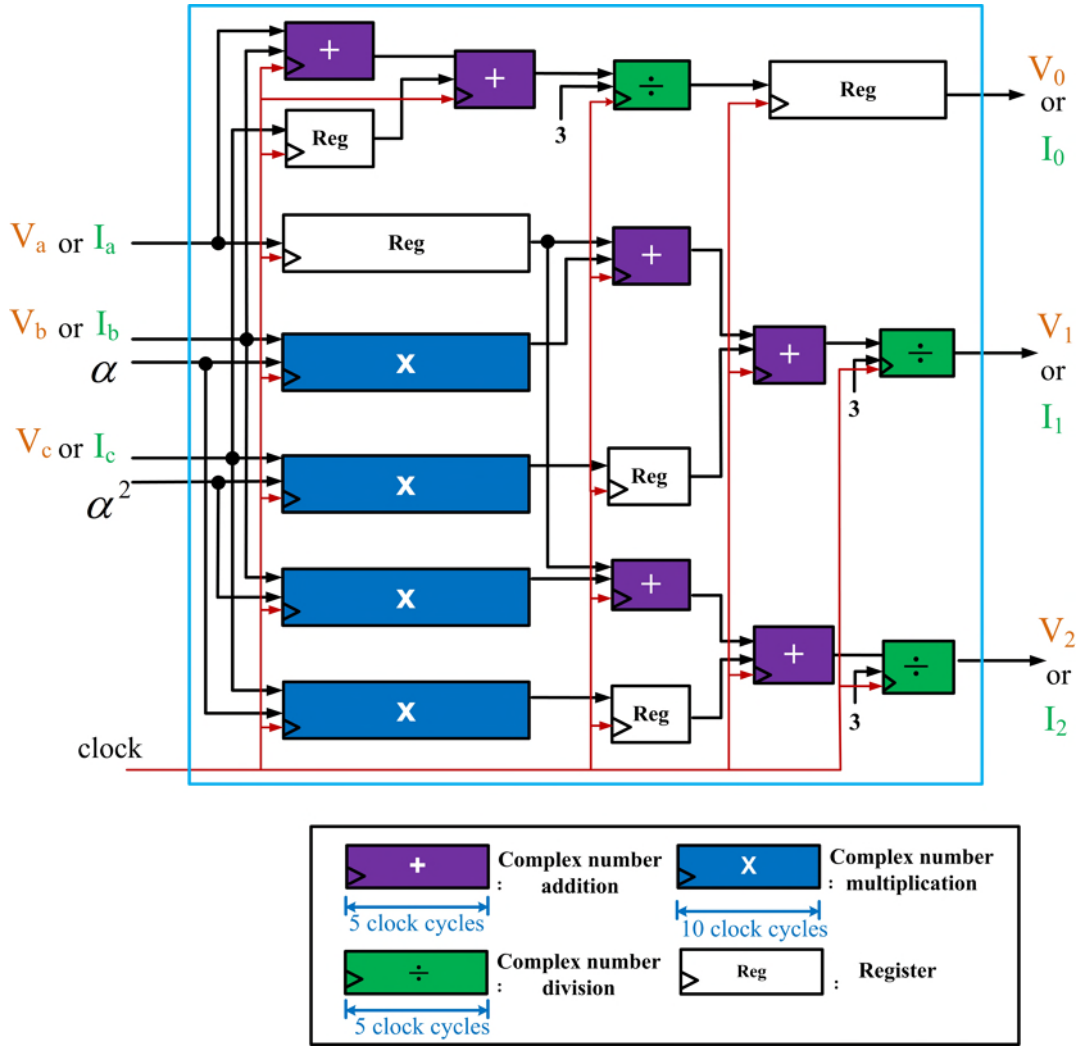 +
+
÷
3
Reg
V0
or
I0
Reg
Va or Ia
Reg
+
Vb or Ib
α
X
+
÷
3
V1
or
I1
Vc or Ic
α²
X
Reg
X
+
+
÷
3
V2
or
I2
X
Reg
clock
+
Complex number
: addition
5 clock cycles
X
Complex number
: multiplication
10 clock cycles
÷
Complex number
: division
5 clock cycles
Reg
: Register